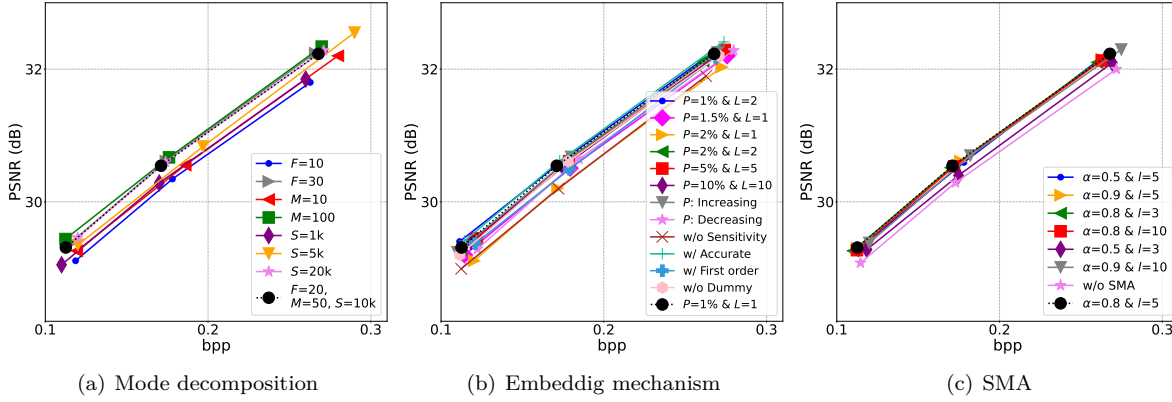 PSNR (dB)
32
30
0.1
0.2
0.3
bpp
F=10
F=30
M=10
M=100
S=1k
S=5k
S=20k
F=20,
M=50, S=10k
(a) Mode decomposition
PSNR (dB)
32
30
0.1
0.2
0.3
bpp
P=1% & L=2
P=1.5% & L=1
P=2% & L=1
P=2% & L=2
P=5% & L=5
P=10% & L=10
P: Increasing
P: Decreasing
w/o Sensitivity
w/ Accurate
w/ First order
w/o Dummy
P=1% & L=1
(b) Embeddig mechanism
PSNR (dB)
32
30
0.1
0.2
0.3
bpp
α=0.5 & l=5
α=0.9 & l=5
α=0.8 & l=3
α=0.8 & l=10
α=0.5 & l=3
α=0.9 & l=10
w/o SMA
α=0.8 & l=5
(c) SMA